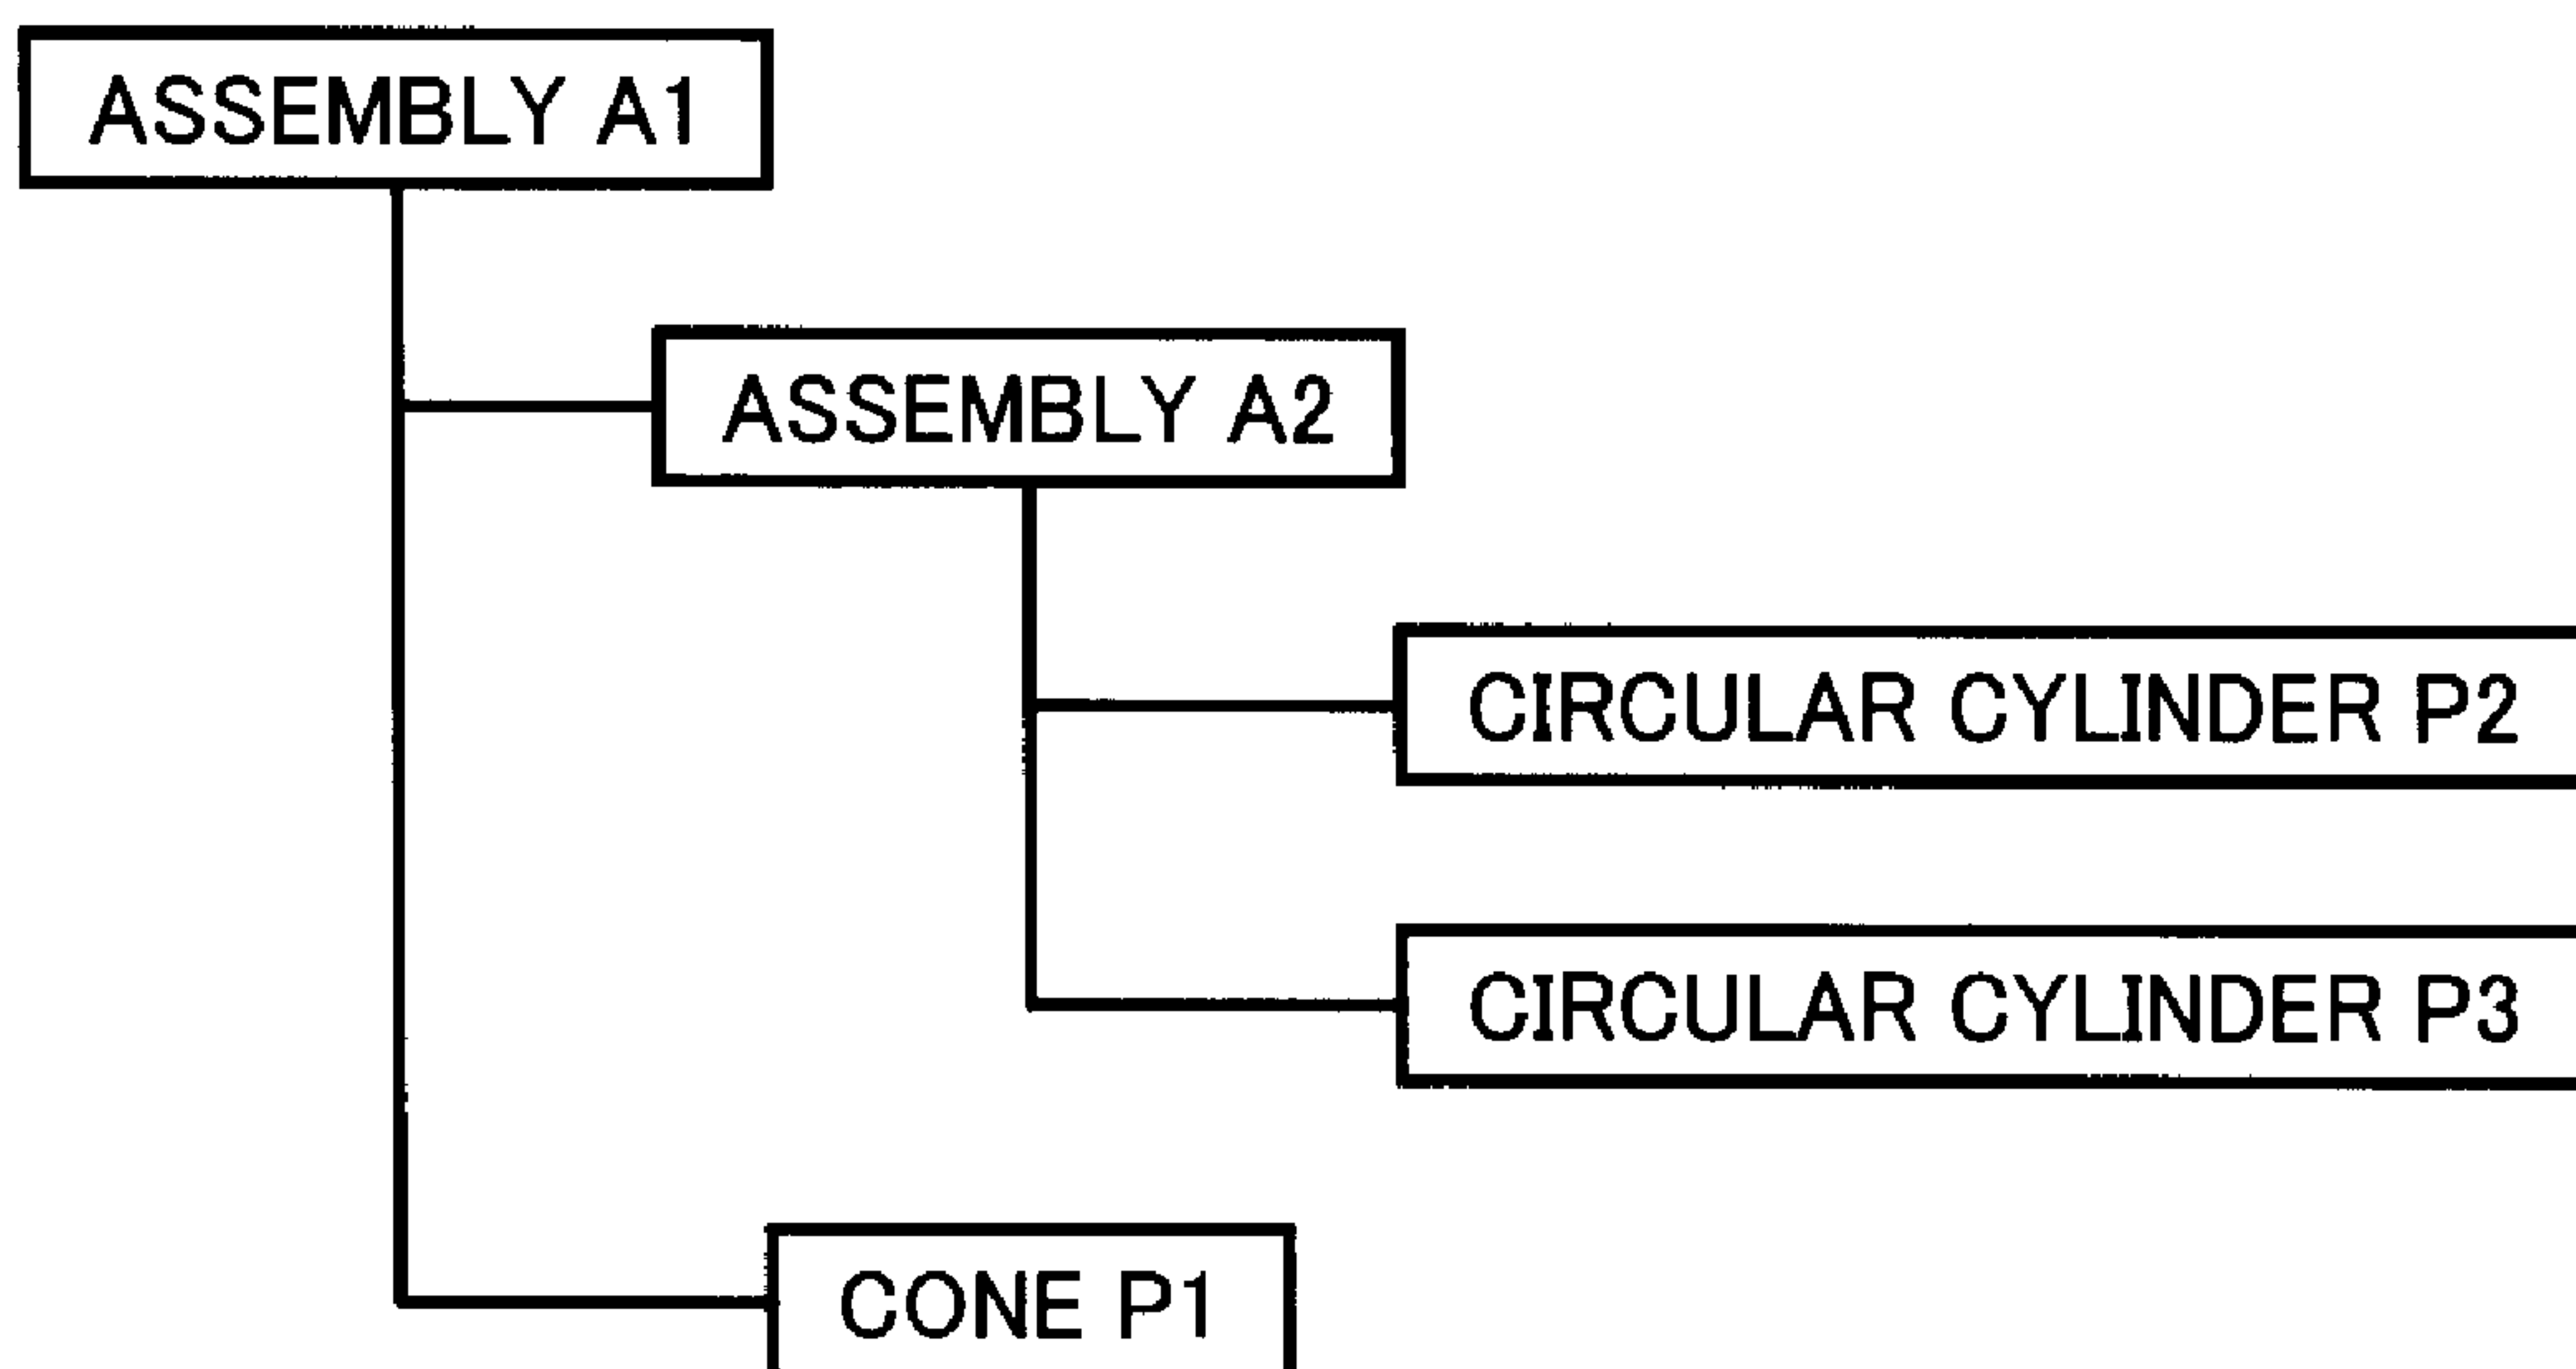 ASSEMBLY A1
ASSEMBLY A2
CIRCULAR CYLINDER P2
CIRCULAR CYLINDER P3
CONE P1